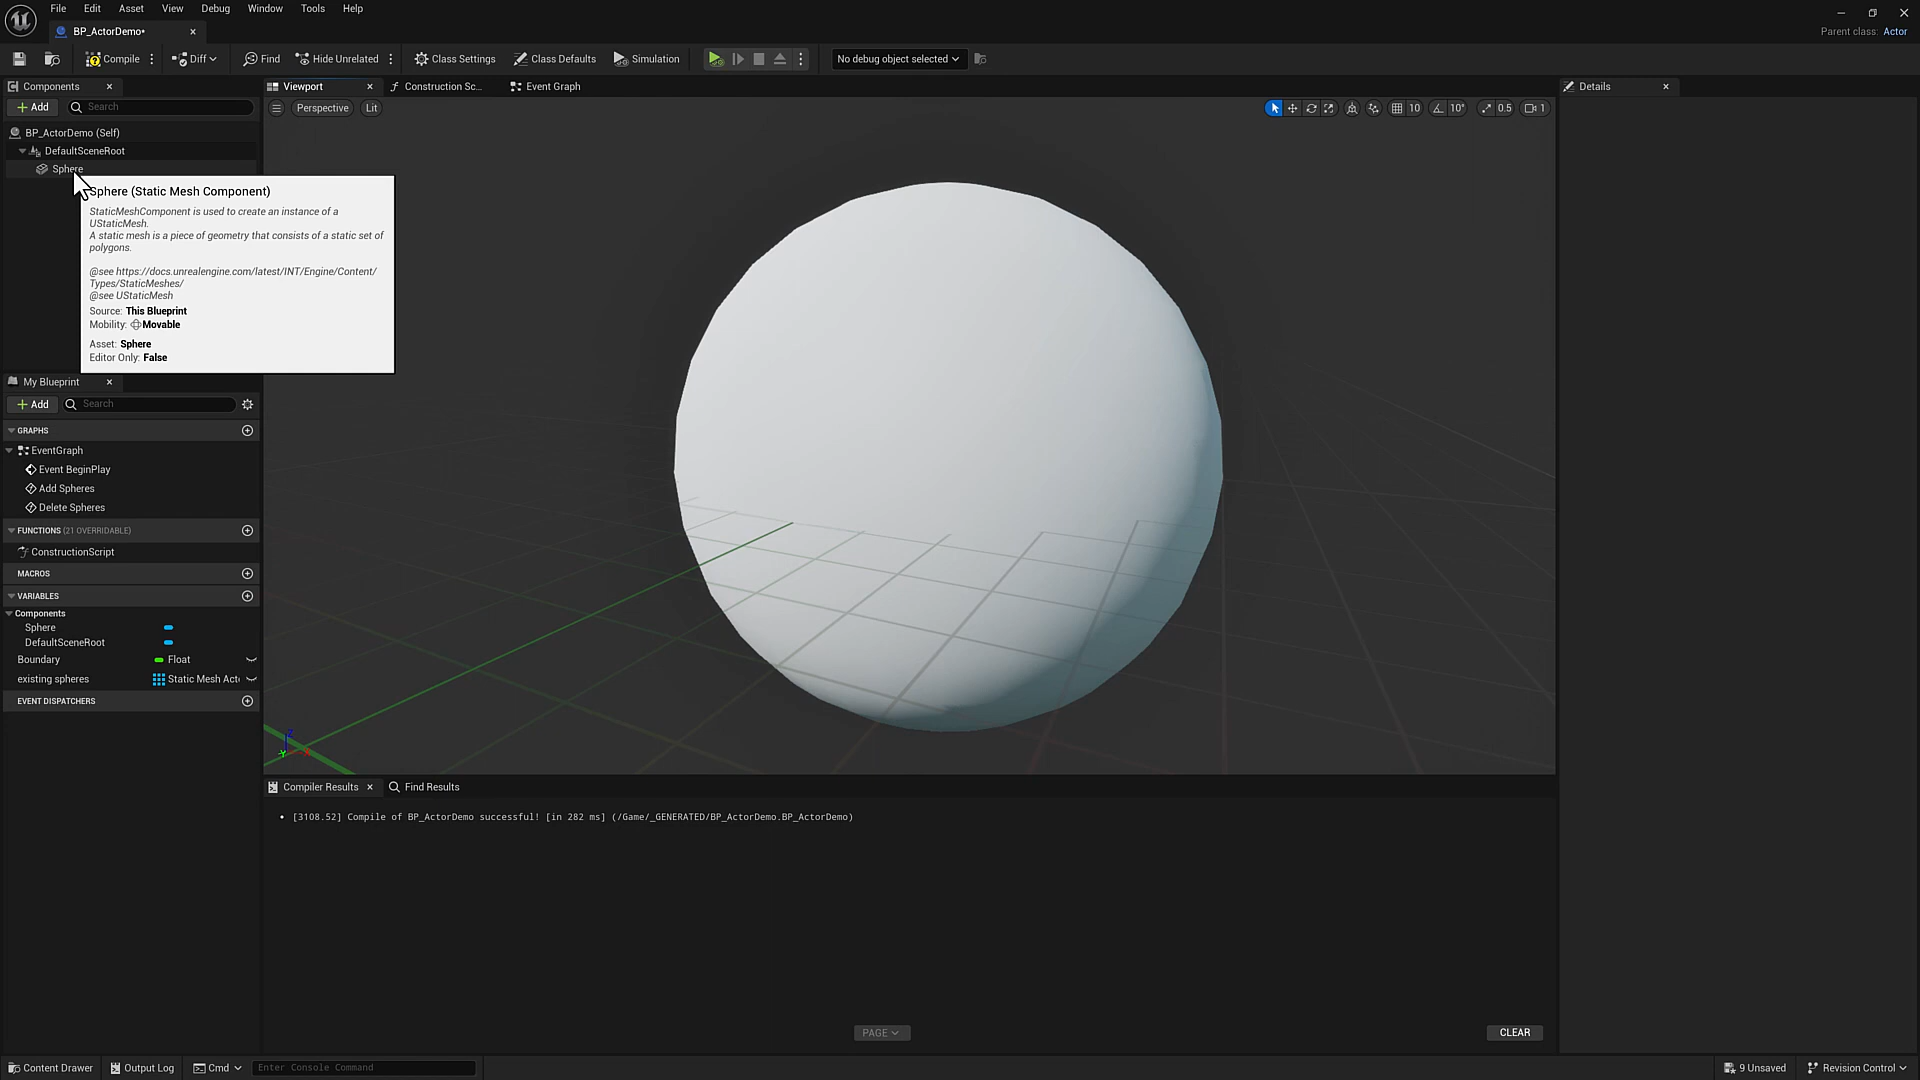 File Edit Asset View Debug Window Tools Help
BP_ActorDemo*
Parent class: Actor
Compile Diff Find Hide Unrelated Class Settings Class Defaults Simulation No debug object selected
Components
Viewport Construction Sc... Event Graph
Details
Add Search
Perspective Lit
10 10° 0.5 1
BP_ActorDemo (Self)
DefaultSceneRoot
Sphere
Sphere (Static Mesh Component)
StaticMeshComponent is used to create an instance of a
UStaticMesh.
A static mesh is a piece of geometry that consists of a static set of
polygons.
@see https://docs.unrealengine.com/latest/INT/Engine/Content/
Types/StaticMeshes/
@see UStaticMesh
Source: This Blueprint
Mobility: Movable
Asset: Sphere
Editor Only: False
My Blueprint
Add Search
GRAPHS
EventGraph
Event BeginPlay
Add Spheres
Delete Spheres
FUNCTIONS (21 OVERRIDABLE)
ConstructionScript
MACROS
VARIABLES
Components
Sphere
DefaultSceneRoot
Boundary Float
existing spheres Static Mesh Act
EVENT DISPATCHERS
Z
Compiler Results Find Results
• [3108.52] Compile of BP_ActorDemo successful! [in 282 ms] (/Game/_GENERATED/BP_ActorDemo.BP_ActorDemo)
PAGE CLEAR
Content Drawer Output Log Cmd Enter Console Command 9 Unsaved Revision Control